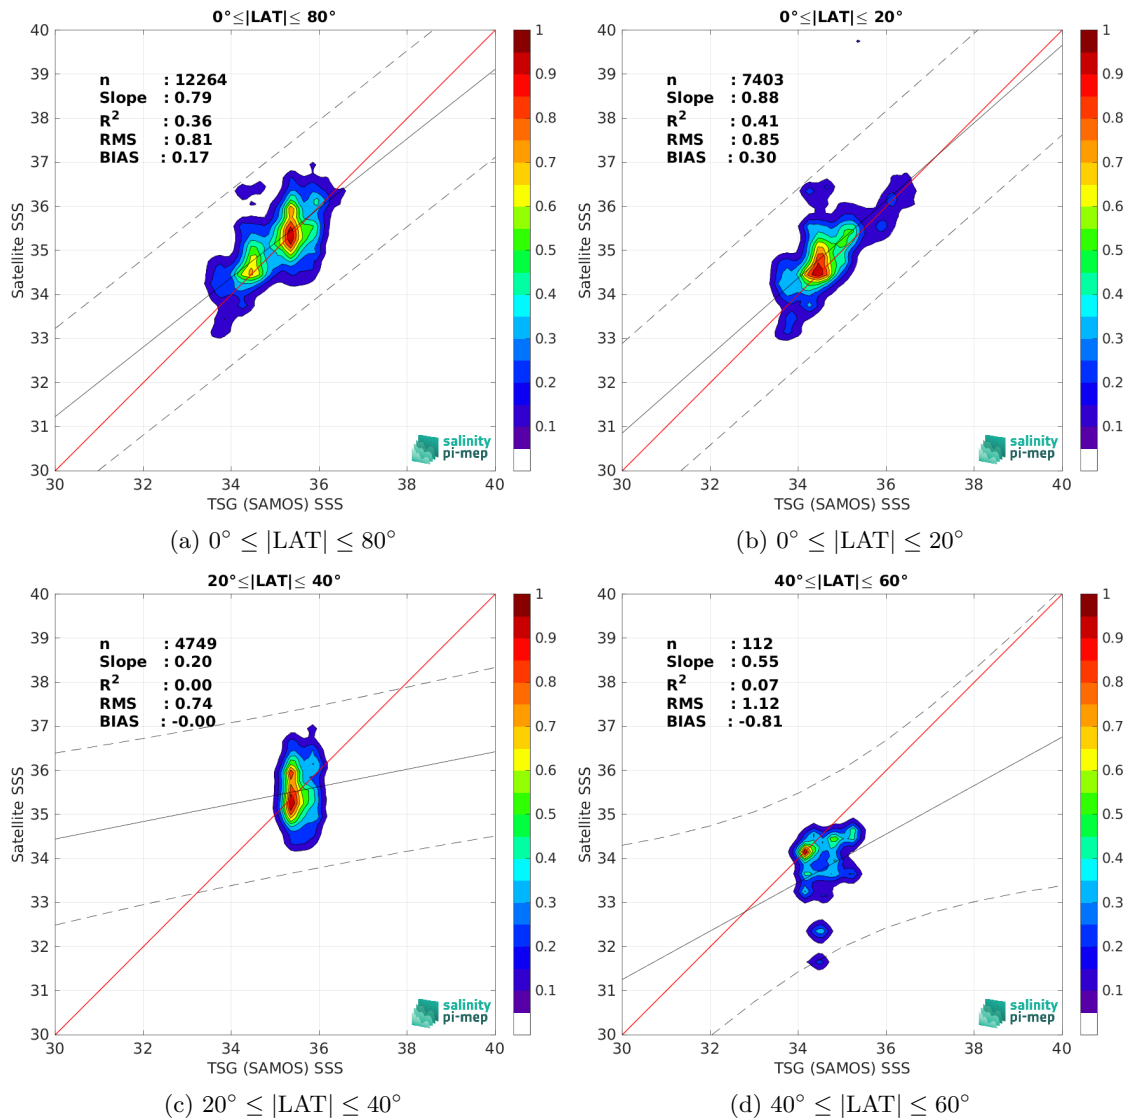 0°≤|LAT|≤ 80°
40
39
38
37
36
35
34
33
32
31
30
Satellite SSS
n : 12264
Slope : 0.79
R2 : 0.36
RMS : 0.81
BIAS : 0.17
salinity
pi-mep
30 32 34 36 38 40
TSG (SAMOS) SSS
1
0.9
0.8
0.7
0.6
0.5
0.4
0.3
0.2
0.1
(a) 0° ≤ |LAT| ≤ 80°
0°≤|LAT|≤ 20°
40
39
38
37
36
35
34
33
32
31
30
Satellite SSS
n : 7403
Slope : 0.88
R2 : 0.41
RMS : 0.85
BIAS : 0.30
salinity
pi-mep
30 32 34 36 38 40
TSG (SAMOS) SSS
1
0.9
0.8
0.7
0.6
0.5
0.4
0.3
0.2
0.1
(b) 0° ≤ |LAT| ≤ 20°
20°≤|LAT|≤ 40°
40
39
38
37
36
35
34
33
32
31
30
Satellite SSS
n : 4749
Slope : 0.20
R2 : 0.00
RMS : 0.74
BIAS : -0.00
salinity
pi-mep
30 32 34 36 38 40
TSG (SAMOS) SSS
1
0.9
0.8
0.7
0.6
0.5
0.4
0.3
0.2
0.1
(c) 20° ≤ |LAT| ≤ 40°
40°≤|LAT|≤ 60°
40
39
38
37
36
35
34
33
32
31
30
Satellite SSS
n : 112
Slope : 0.55
R2 : 0.07
RMS : 1.12
BIAS : -0.81
salinity
pi-mep
30 32 34 36 38 40
TSG (SAMOS) SSS
1
0.9
0.8
0.7
0.6
0.5
0.4
0.3
0.2
0.1
(d) 40° ≤ |LAT| ≤ 60°